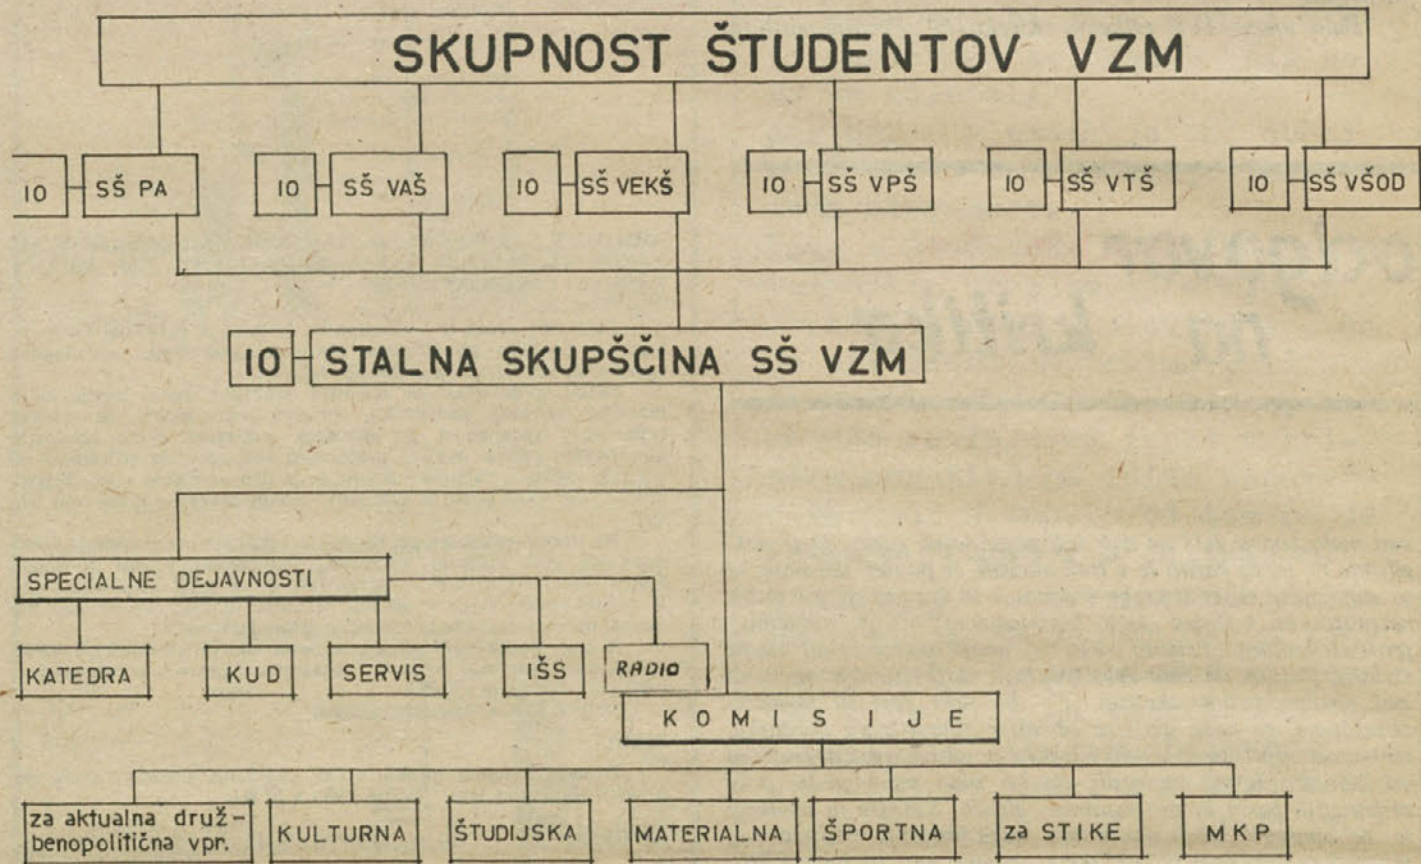 SKUPNOST ŠTUDENTOV VZM
IO SŠ PA IO SŠ VAŠ IO SŠ VEKŠ IO SŠ VPŠ IO SŠ VTŠ IO SŠ VŠOD
IO STALNA SKUPŠČINA SŠ VZM
SPECIALNE DEJAVNOSTI
KATEDRA KUD SERVIS IŠS RADIO
KOMISIJE
za aktualna druž-
benopolitična vpr.
KULTURNA ŠTUDIJSKA MATERIALNA ŠPORTNA za STIKE MKP